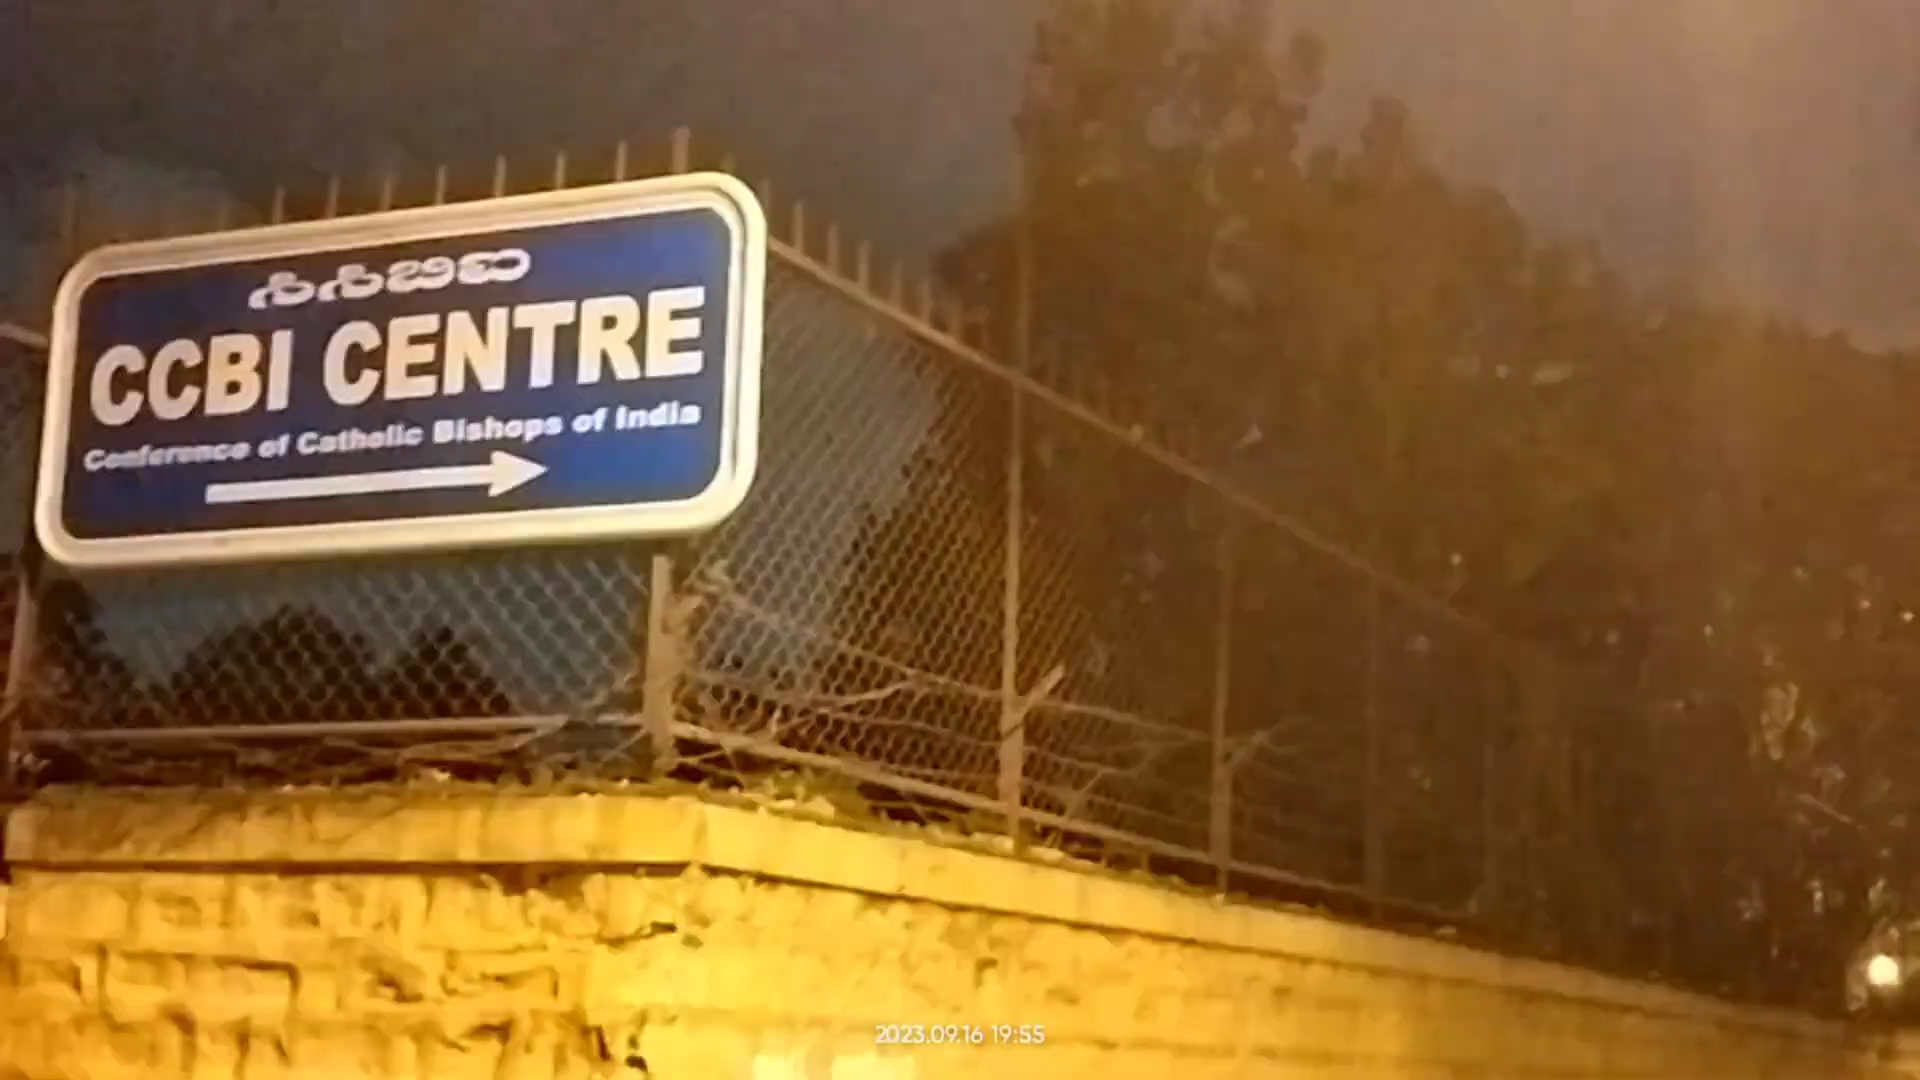 ಸಿಸಿಬಿಐ
CCBI CENTRE
Conference of Catholic Bishops of India
2023.09.16 19:55